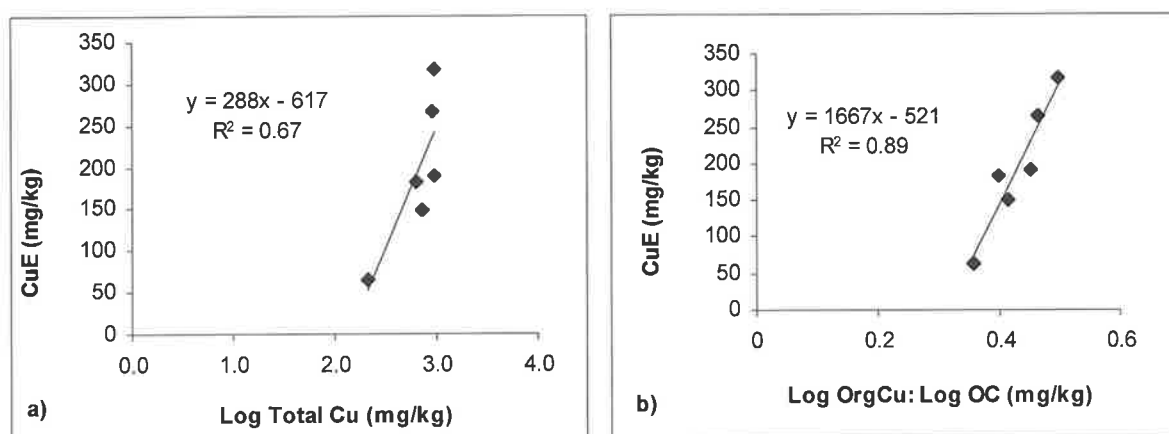 350
300
250
200
150
100
50
0
CuE (mg/kg)
y = 288x - 617
R² = 0.67
0.0 1.0 2.0 3.0 4.0
Log Total Cu (mg/kg)
a)
350
300
250
200
150
100
50
0
CuE (mg/kg)
y = 1667x - 521
R² = 0.89
0 0.2 0.4 0.6
Log OrgCu: Log OC (mg/kg)
b)